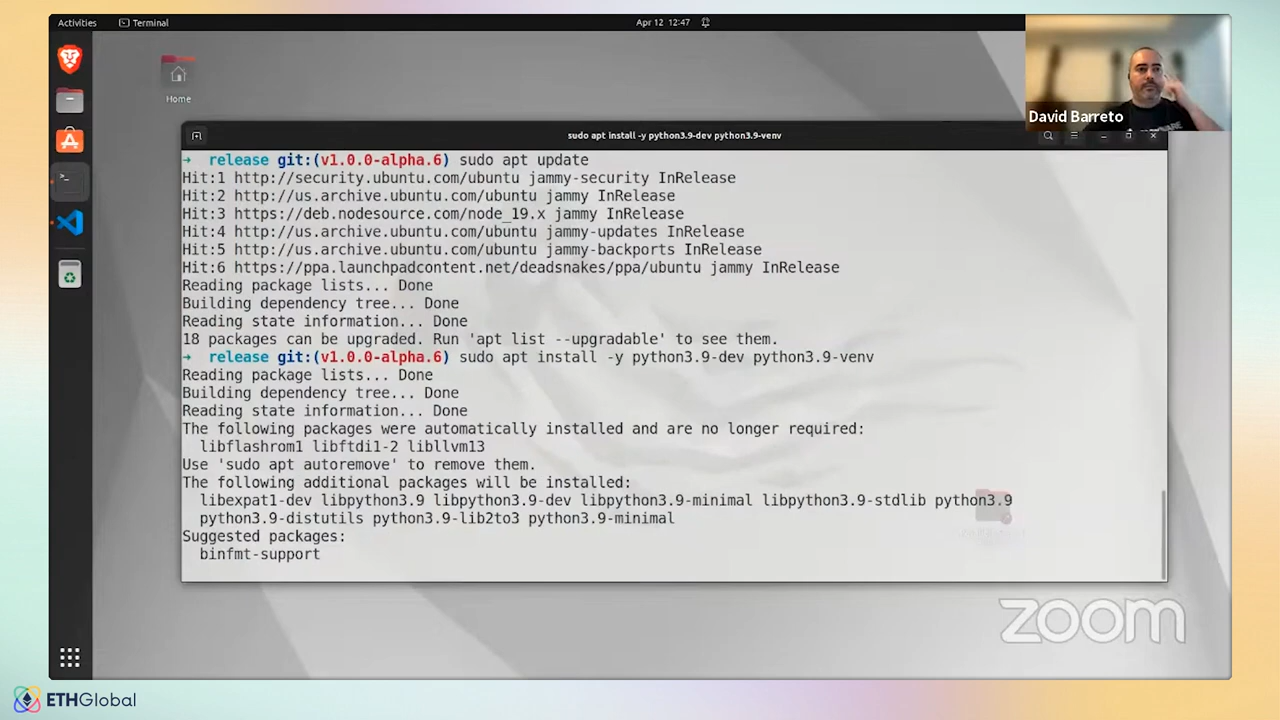 Activities
Terminal
Apr 12 12:47
David Barreto
Home
sudo apt install -y python3.9-dev python3.9-venv
→ release git:(v1.0.0-alpha.6) sudo apt update
Hit:1 http://security.ubuntu.com/ubuntu jammy-security InRelease
Hit:2 http://us.archive.ubuntu.com/ubuntu jammy InRelease
Hit:3 https://deb.nodesource.com/node_19.x jammy InRelease
Hit:4 http://us.archive.ubuntu.com/ubuntu jammy-updates InRelease
Hit:5 http://us.archive.ubuntu.com/ubuntu jammy-backports InRelease
Hit:6 https://ppa.launchpadcontent.net/deadsnakes/ppa/ubuntu jammy InRelease
Reading package lists... Done
Building dependency tree... Done
Reading state information... Done
18 packages can be upgraded. Run 'apt list --upgradable' to see them.
→ release git:(v1.0.0-alpha.6) sudo apt install -y python3.9-dev python3.9-venv
Reading package lists... Done
Building dependency tree... Done
Reading state information... Done
The following packages were automatically installed and are no longer required:
libflashrom1 libftdi1-2 libllvm13
Use 'sudo apt autoremove' to remove them.
The following additional packages will be installed:
libexpat1-dev libpython3.9 libpython3.9-dev libpython3.9-minimal libpython3.9-stdlib python3.9
python3.9-distutils python3.9-lib2to3 python3.9-minimal
Suggested packages:
binfmt-support
zoom
ETHGlobal